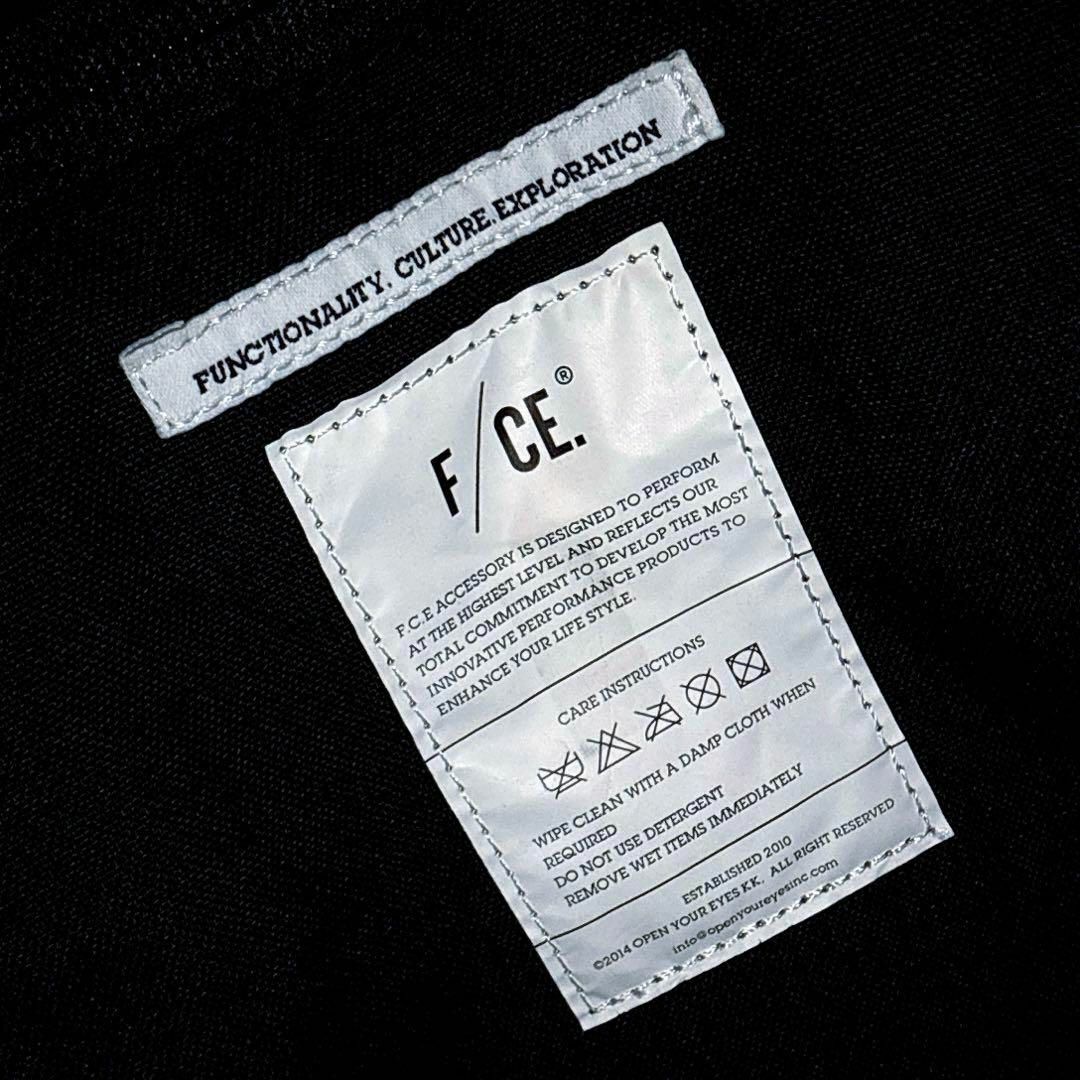 FUNCTIONALITY. CULTURE. EXPLORATION
F/CE.®
F.C.E ACCESSORY IS DESIGNED TO PERFORM
AT THE HIGHEST LEVEL AND REFLECTS OUR
TOTAL COMMITMENT TO DEVELOP THE MOST
INNOVATIVE PERFORMANCE PRODUCTS TO
ENHANCE YOUR LIFE STYLE.
CARE INSTRUCTIONS
WIPE CLEAN WITH A DAMP CLOTH WHEN
REQUIRED
DO NOT USE DETERGENT
REMOVE WET ITEMS IMMEDIATELY
ESTABLISHED 2010
©2014 OPEN YOUR EYES K.K. ALL RIGHT RESERVED
info@openyoureyesinc.com